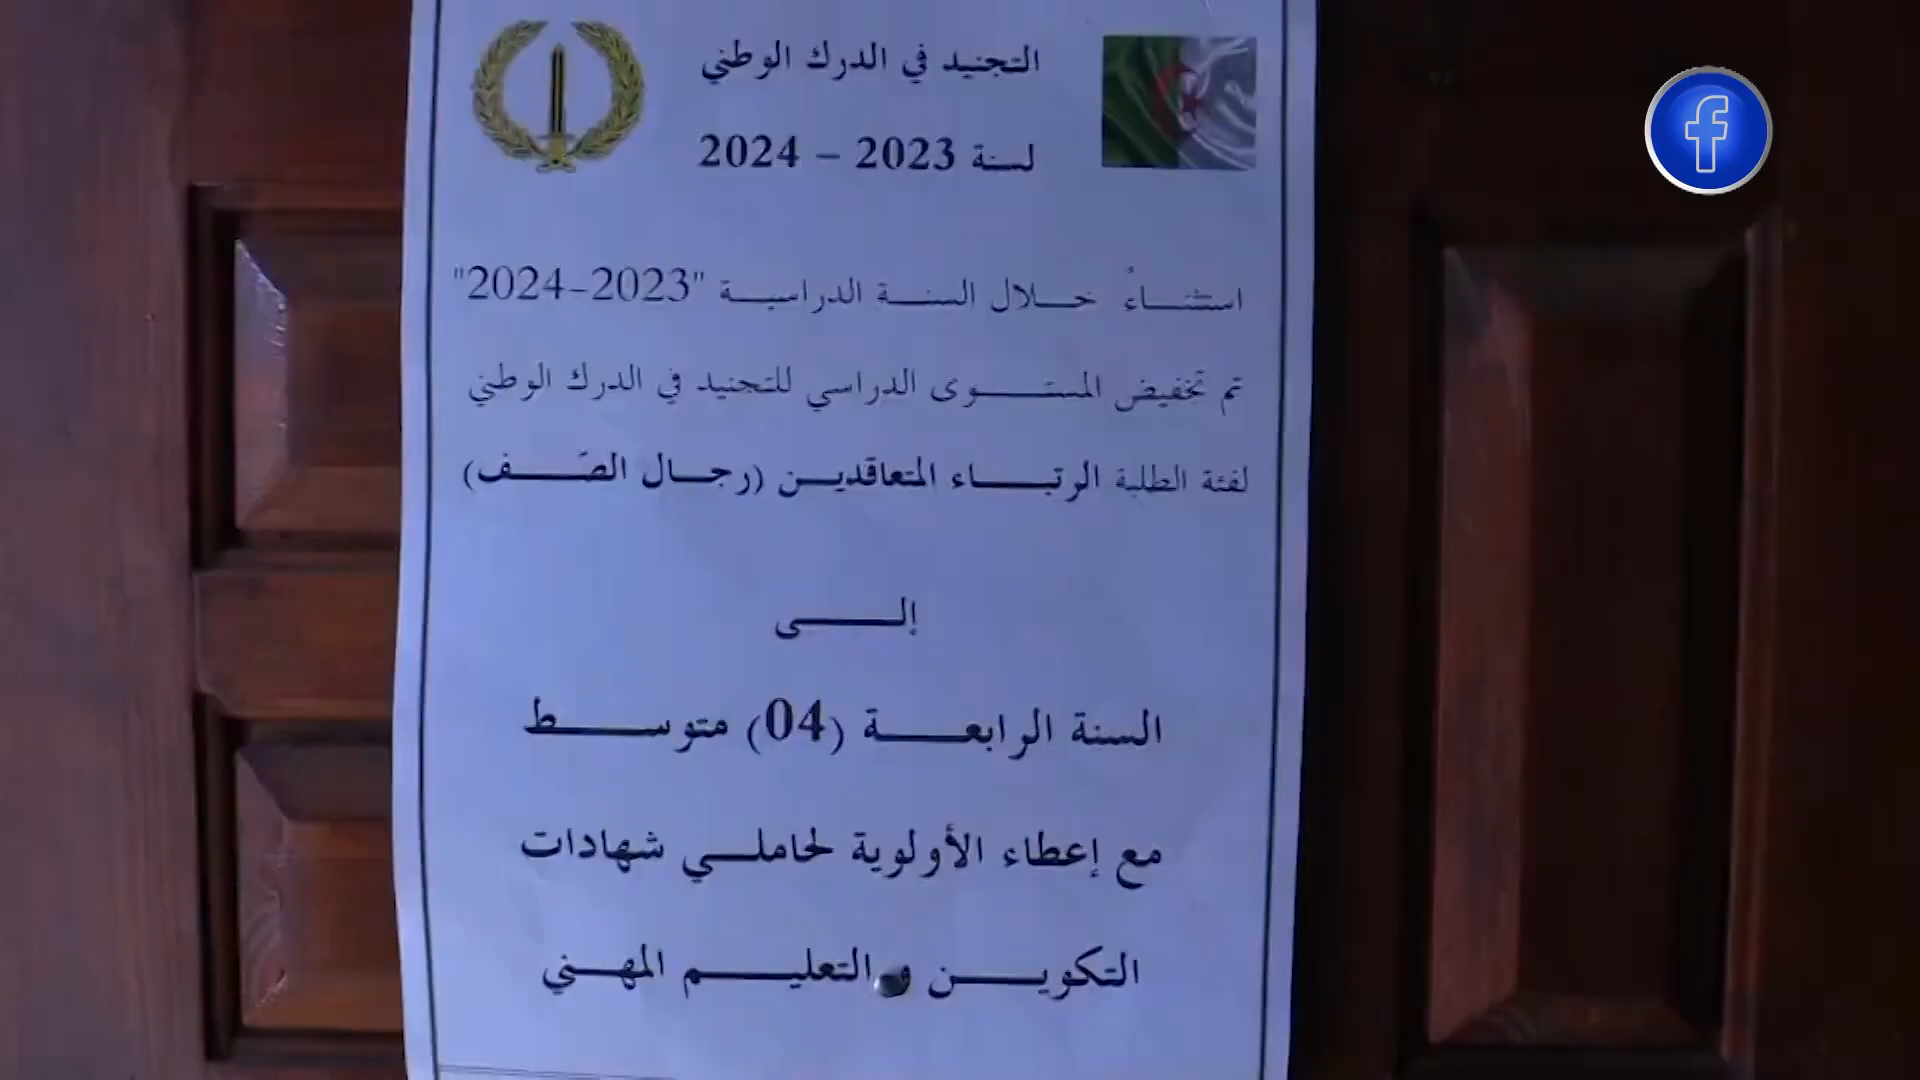 التجنيد في الدرك الوطني
لسنة 2023 – 2024
استثناءً خلال السنة الدراسية "2023-2024"
تم تخفيض المستوى الدراسي للتجنيد في الدرك الوطني
لفئة الطلبة الرتباء المتعاقدين (رجال الصّف)
إلى
السنة الرابعة (04) متوسط
مع إعطاء الأولوية لحاملي شهادات
التكوين و التعليم المهني